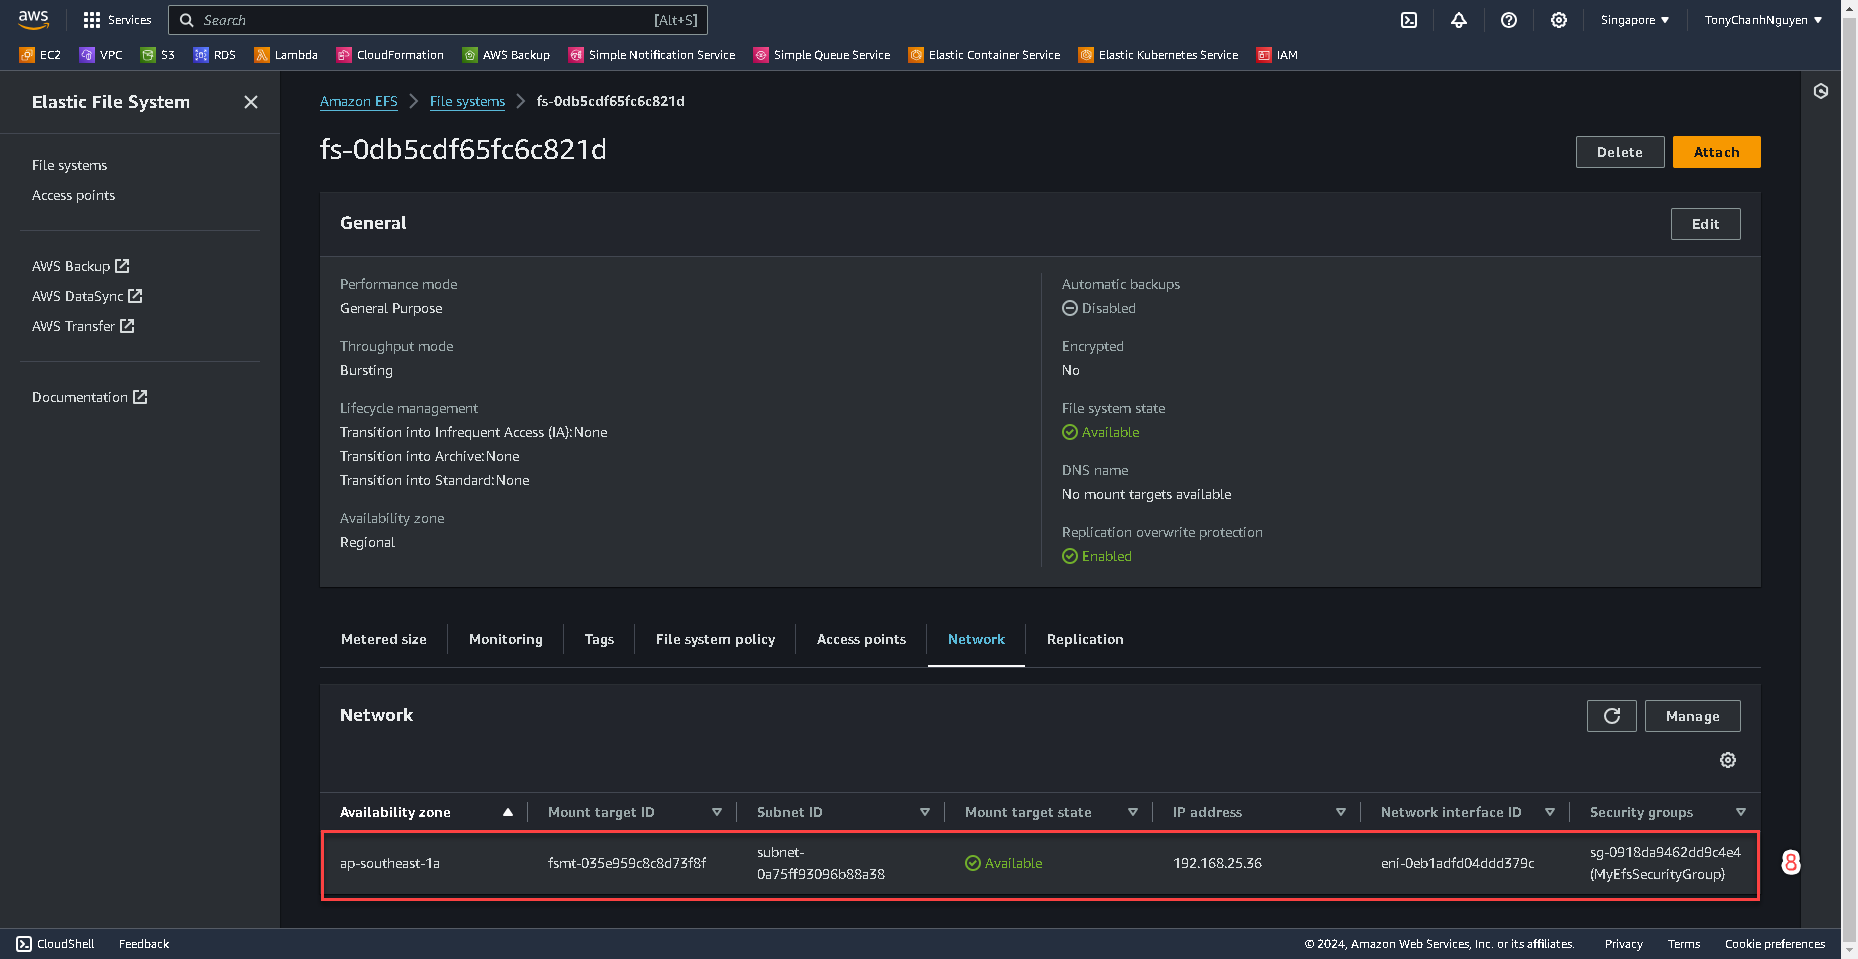 aws
Services
Search [Alt+S]
Singapore ▼
TonyChanhNguyen ▼
EC2 VPC S3 RDS Lambda CloudFormation AWS Backup Simple Notification Service Simple Queue Service Elastic Container Service Elastic Kubernetes Service IAM
Elastic File System
File systems
Access points
AWS Backup
AWS DataSync
AWS Transfer
Documentation
Amazon EFS > File systems > fs-0db5cdf65fc6c821d
fs-0db5cdf65fc6c821d
Delete
Attach
General
Edit
Performance mode
General Purpose
Throughput mode
Bursting
Lifecycle management
Transition into Infrequent Access (IA):None
Transition into Archive:None
Transition into Standard:None
Availability zone
Regional
Automatic backups
Disabled
Encrypted
No
File system state
Available
DNS name
No mount targets available
Replication overwrite protection
Enabled
Metered size Monitoring Tags File system policy Access points Network Replication
Network
Manage
Availability zone Mount target ID Subnet ID Mount target state IP address Network interface ID Security groups
ap-southeast-1a
fsmt-035e959c8c8d73f8f
subnet-
0a75ff93096b88a38
Available
192.168.25.36
eni-0eb1adfd04ddd379c
sg-0918da9462dd9c4e4
(MyEfsSecurityGroup)
8
CloudShell Feedback
© 2024, Amazon Web Services, Inc. or its affiliates. Privacy Terms Cookie preferences